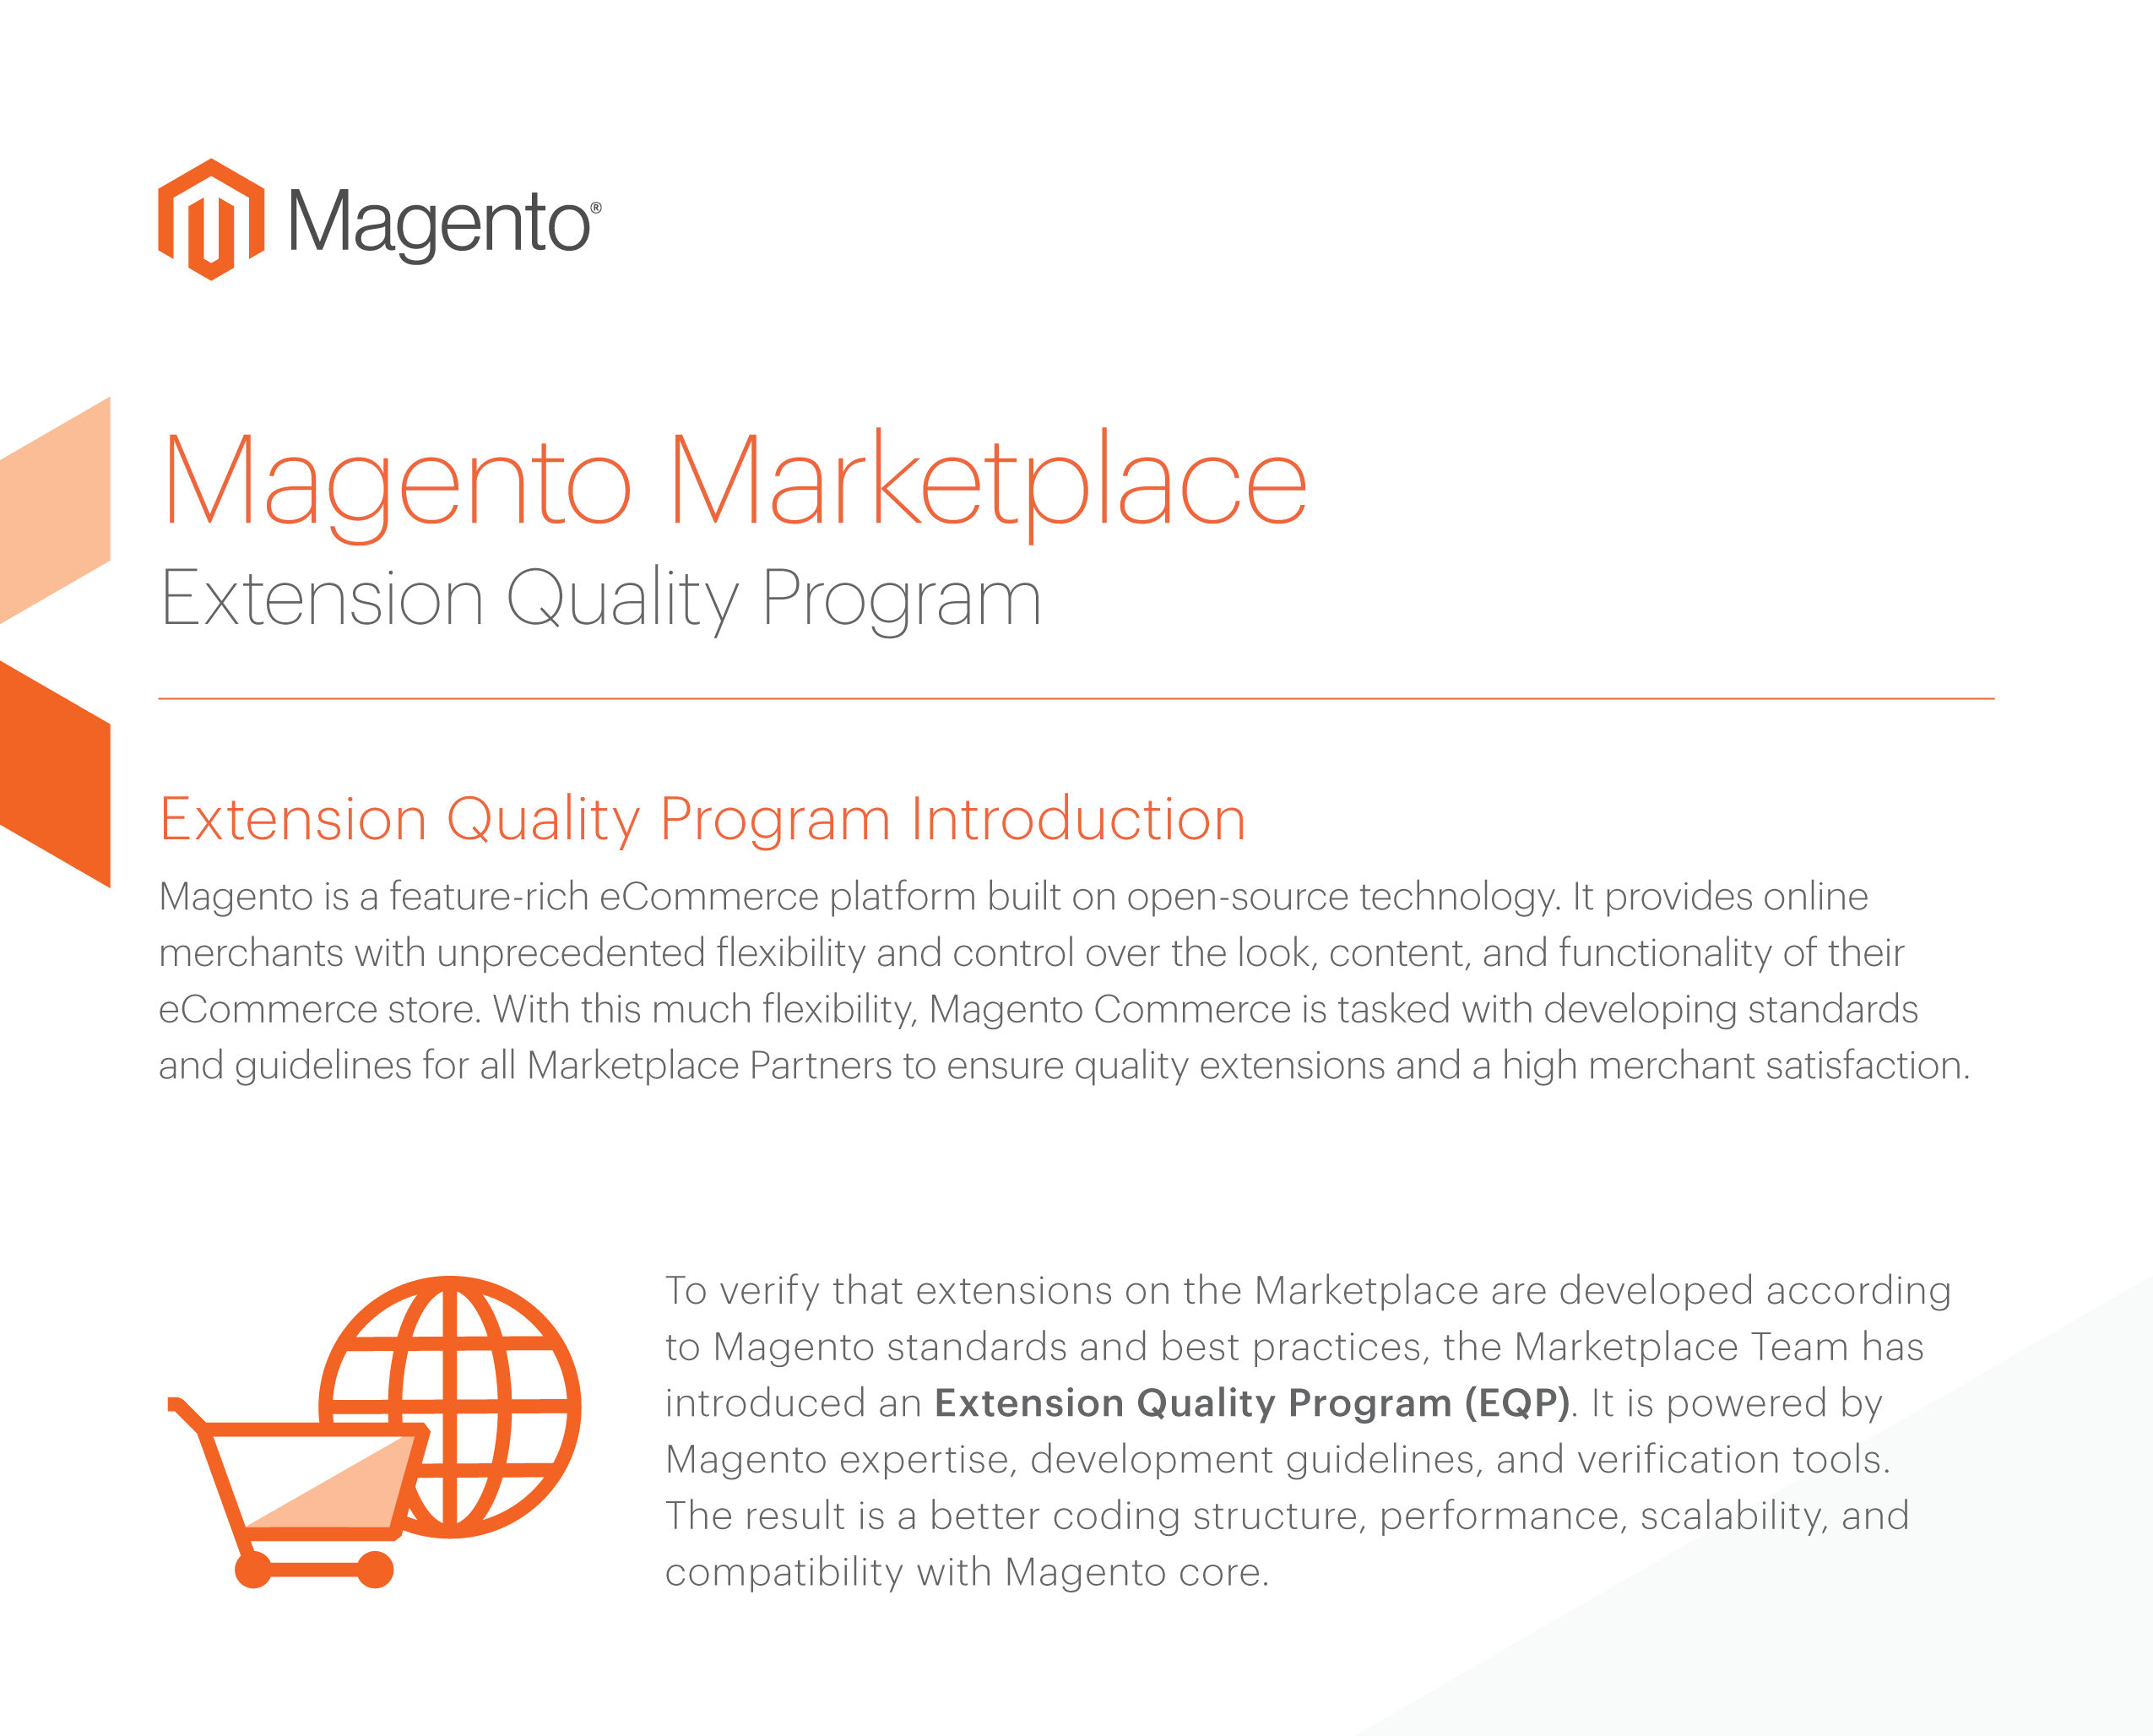 Magento®
Magento Marketplace
Extension Quality Program
Extension Quality Program Introduction
Magento is a feature-rich eCommerce platform built on open-source technology. It provides online
merchants with unprecedented flexibility and control over the look, content, and functionality of their
eCommerce store. With this much flexibility, Magento Commerce is tasked with developing standards
and guidelines for all Marketplace Partners to ensure quality extensions and a high merchant satisfaction.
To verify that extensions on the Marketplace are developed according
to Magento standards and best practices, the Marketplace Team has
introduced an Extension Quality Program (EQP). It is powered by
Magento expertise, development guidelines, and verification tools.
The result is a better coding structure, performance, scalability, and
compatibility with Magento core.